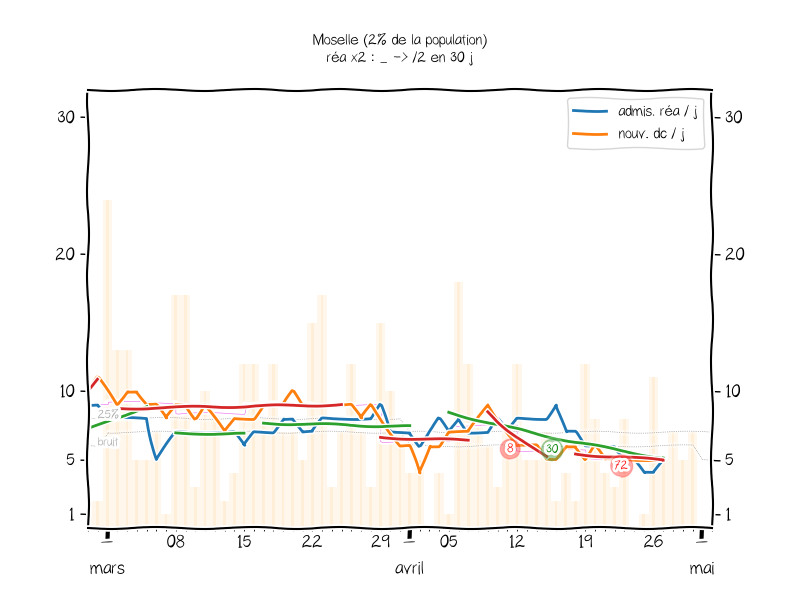 Moselle (2% de la population)
réa x2 : _ -> /2 en 30 j
30
30
admis. réa / j
nouv. dc / j
20
20
10
10
25%
bruit
8
30
72
5
5
1
1
08
15
22
29
05
12
19
26
mars
avril
mai